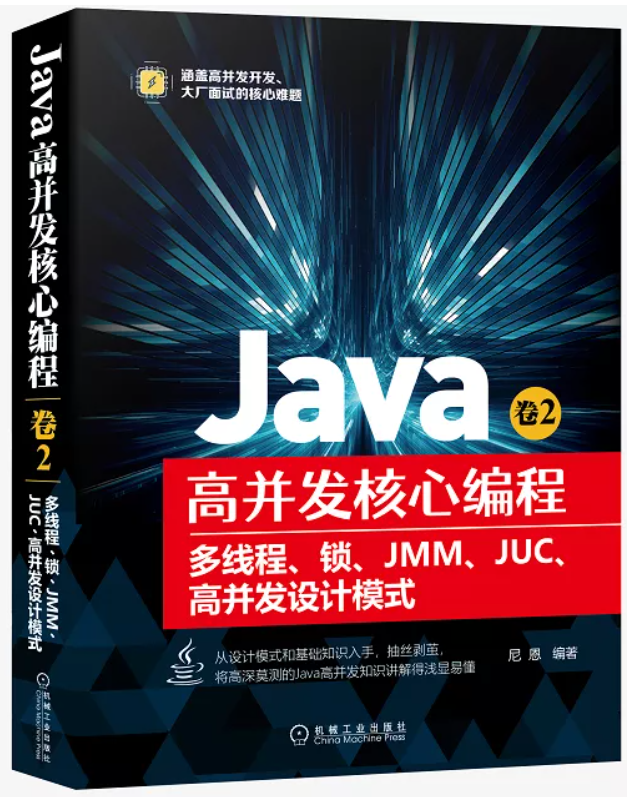 涵盖高并发开发、
大厂面试的核心难题
Java
卷2
高并发核心编程
多线程、锁、JMM、JUC、
高并发设计模式
从设计模式和基础知识入手，抽丝剥茧，
将高深莫测的Java高并发知识讲解得浅显易懂
尼恩 编著
机械工业出版社
China Machine Press
Java高并发核心编程
卷2
多线程、锁、JMM、
JUC、高并发设计模式
机械工业出版社
China Machine Press